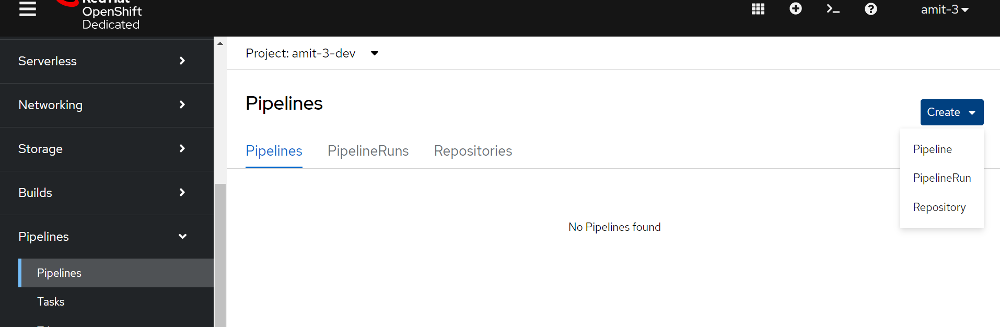 OpenShift
Dedicated
amit-3
Serverless
Networking
Storage
Builds
Pipelines
Pipelines
Tasks
Project: amit-3-dev
Pipelines
Create
Pipeline
PipelineRun
Repository
Pipelines PipelineRuns Repositories
No Pipelines found